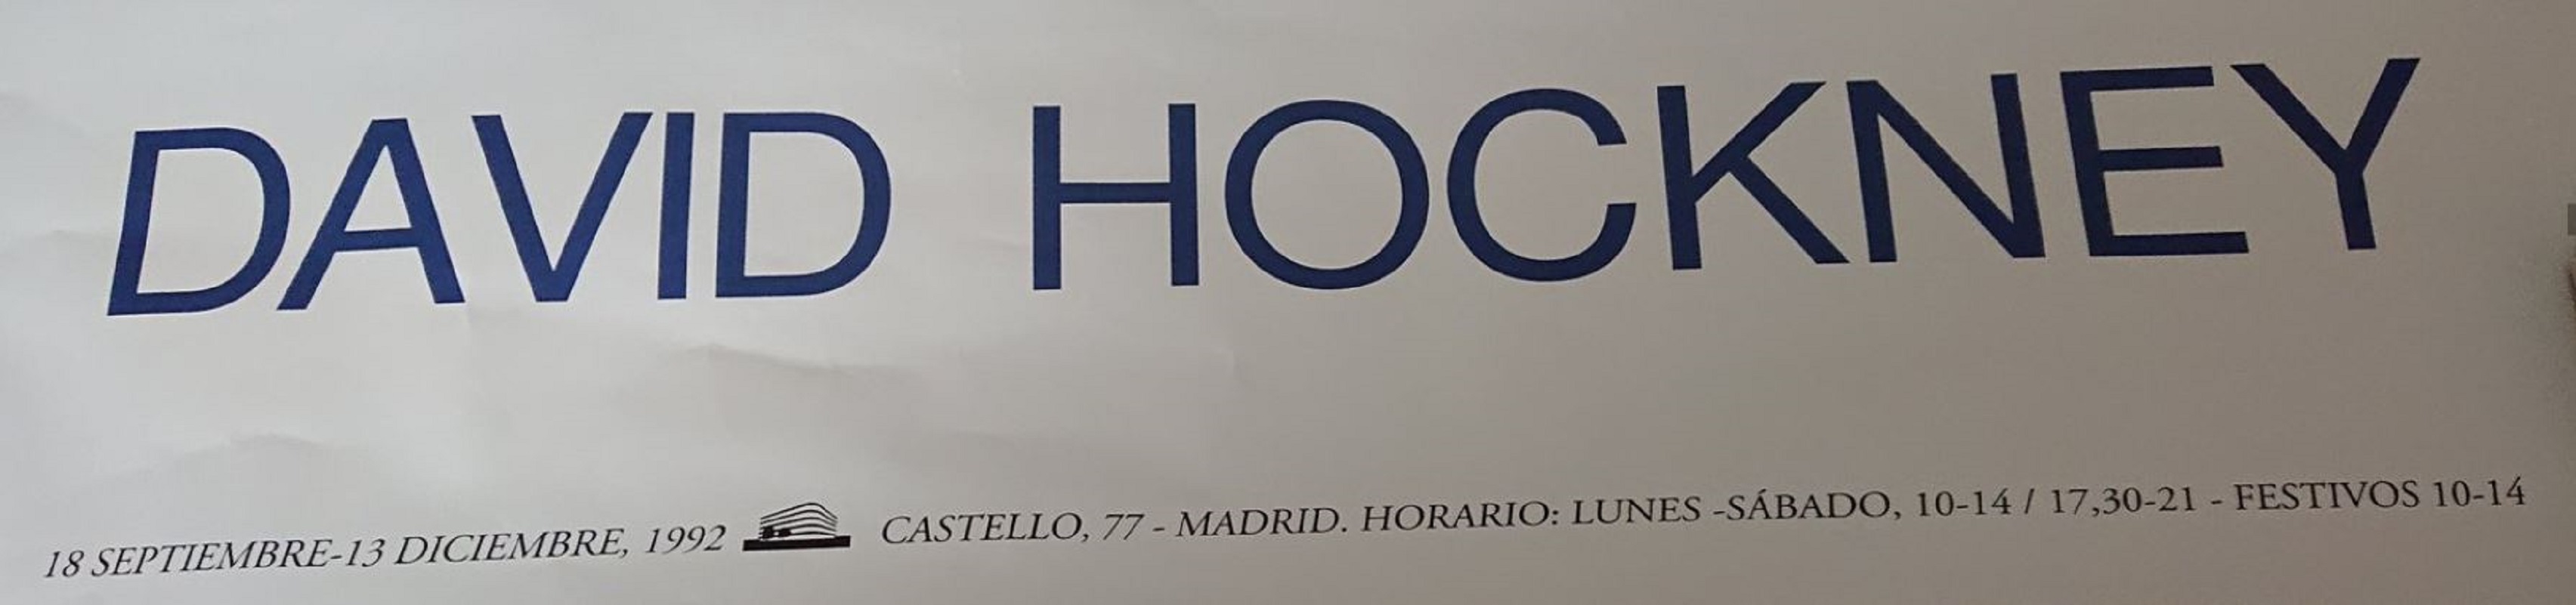 DAVID HOCKNEY
18 SEPTIEMBRE-13 DICIEMBRE, 1992 CASTELLO, 77 - MADRID. HORARIO: LUNES -SÁBADO, 10-14 / 17,30-21 - FESTIVOS 10-14